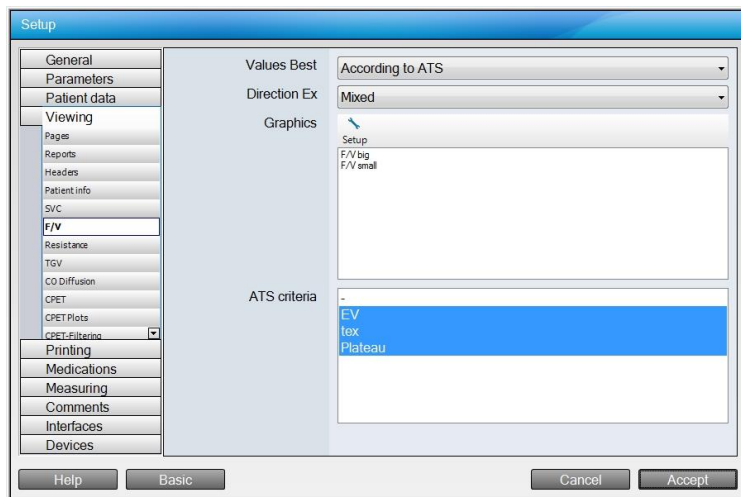 Setup
General
Parameters
Patient data
Viewing
Pages
Reports
Headers
Patient info
SVC
F/V
Resistance
TGV
CO Diffusion
CPET
CPET Plots
CPET-Filtering
Printing
Medications
Measuring
Comments
Interfaces
Devices
Values Best According to ATS
Direction Ex Mixed
Graphics
Setup
F/V big
F/V small
ATS criteria
-
EV
tex
Plateau
Help Basic Cancel Accept